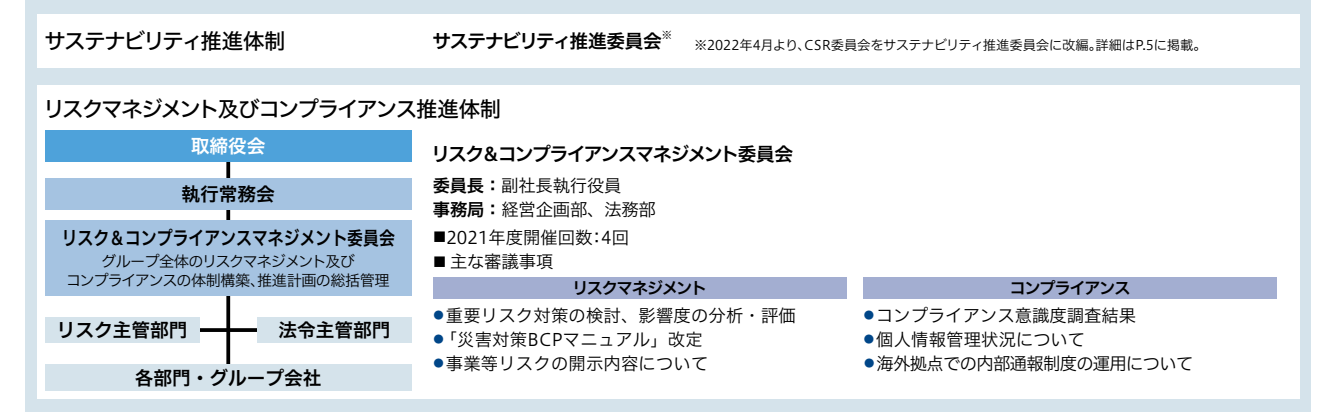 サステナビリティ推進体制
サステナビリティ推進委員会※
※2022年4月より、CSR委員会をサステナビリティ推進委員会に改編。詳細はP.5に掲載。
リスクマネジメント及びコンプライアンス推進体制
取締役会
執行常務会
リスク&コンプライアンスマネジメント委員会
グループ全体のリスクマネジメント及び
コンプライアンスの体制構築、推進計画の総括管理
リスク主管部門
法令主管部門
各部門・グループ会社
リスク&コンプライアンスマネジメント委員会
委員長：副社長執行役員
事務局：経営企画部、法務部
■2021年度開催回数：4回
■主な審議事項
リスクマネジメント
●重要リスク対策の検討、影響度の分析・評価
●「災害対策BCPマニュアル」改定
●事業等リスクの開示内容について
コンプライアンス
●コンプライアンス意識度調査結果
●個人情報管理状況について
●海外拠点での内部通報制度の運用について